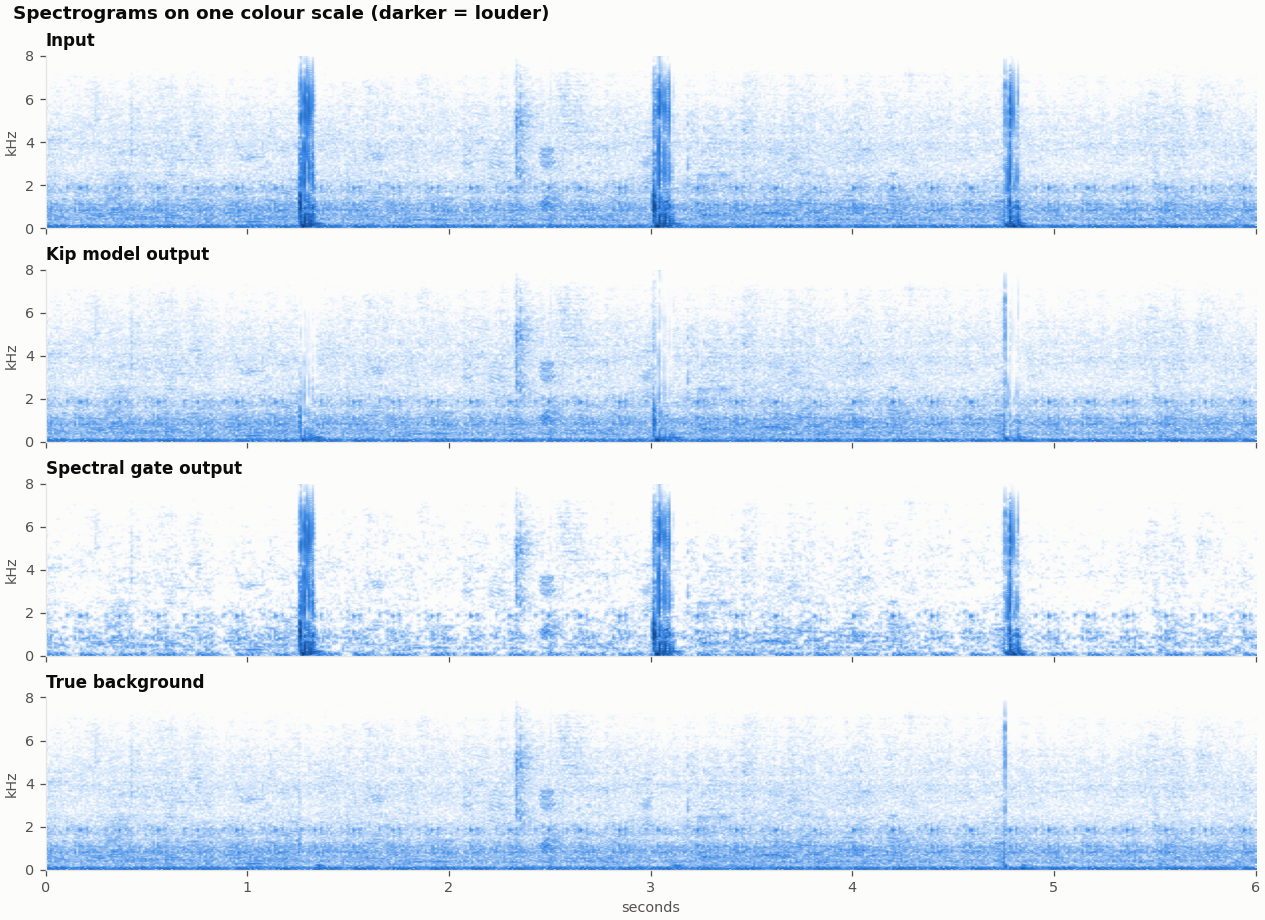 Spectrograms on one colour scale (darker = louder)
Input
8
6
4
2
0
kHz
Kip model output
8
6
4
2
0
kHz
Spectral gate output
8
6
4
2
0
kHz
True background
8
6
4
2
0
kHz
0 1 2 3 4 5 6
seconds